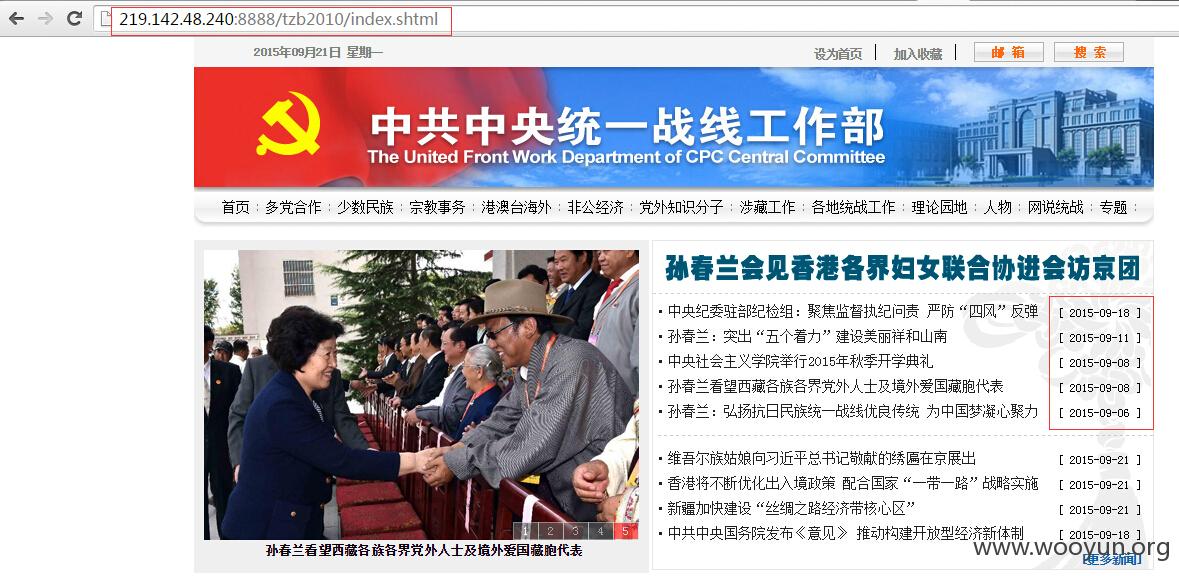 219.142.48.240:8888/tzb2010/index.shtml
2015年09月21日 星期一
设为首页
加入收藏
邮 箱
搜 索
中共中央统一战线工作部
The United Front Work Department of CPC Central Committee
首页 : 多党合作 : 少数民族 : 宗教事务 : 港澳台海外 : 非公经济 : 党外知识分子 : 涉藏工作 : 各地统战工作 : 理论园地 : 人物 : 网说统战 : 专题 :
孙春兰会见香港各界妇女联合协进会访京团
· 中央纪委驻部纪检组：聚焦监督执纪问责 严防“四风”反弹 [ 2015-09-18 ]
· 孙春兰：突出“五个着力”建设美丽祥和山南 [ 2015-09-11 ]
· 中央社会主义学院举行2015年秋季开学典礼 [ 2015-09-08 ]
· 孙春兰看望西藏各族各界党外人士及境外爱国藏胞代表 [ 2015-09-08 ]
· 孙春兰：弘扬抗日民族统一战线优良传统 为中国梦凝心聚力 [ 2015-09-06 ]
· 维吾尔族姑娘向习近平总书记敬献的绣匾在京展出 [ 2015-09-21 ]
· 香港将不断优化出入境政策 配合国家“一带一路”战略实施 [ 2015-09-21 ]
· 新疆加快建设“丝绸之路经济带核心区” [ 2015-09-21 ]
· 中共中央国务院发布《意见》 推动构建开放型经济新体制 [ 2015-09-18 ]
1 2 3 4 5
孙春兰看望西藏各族各界党外人士及境外爱国藏胞代表
[更多新闻]
www.wooyun.org